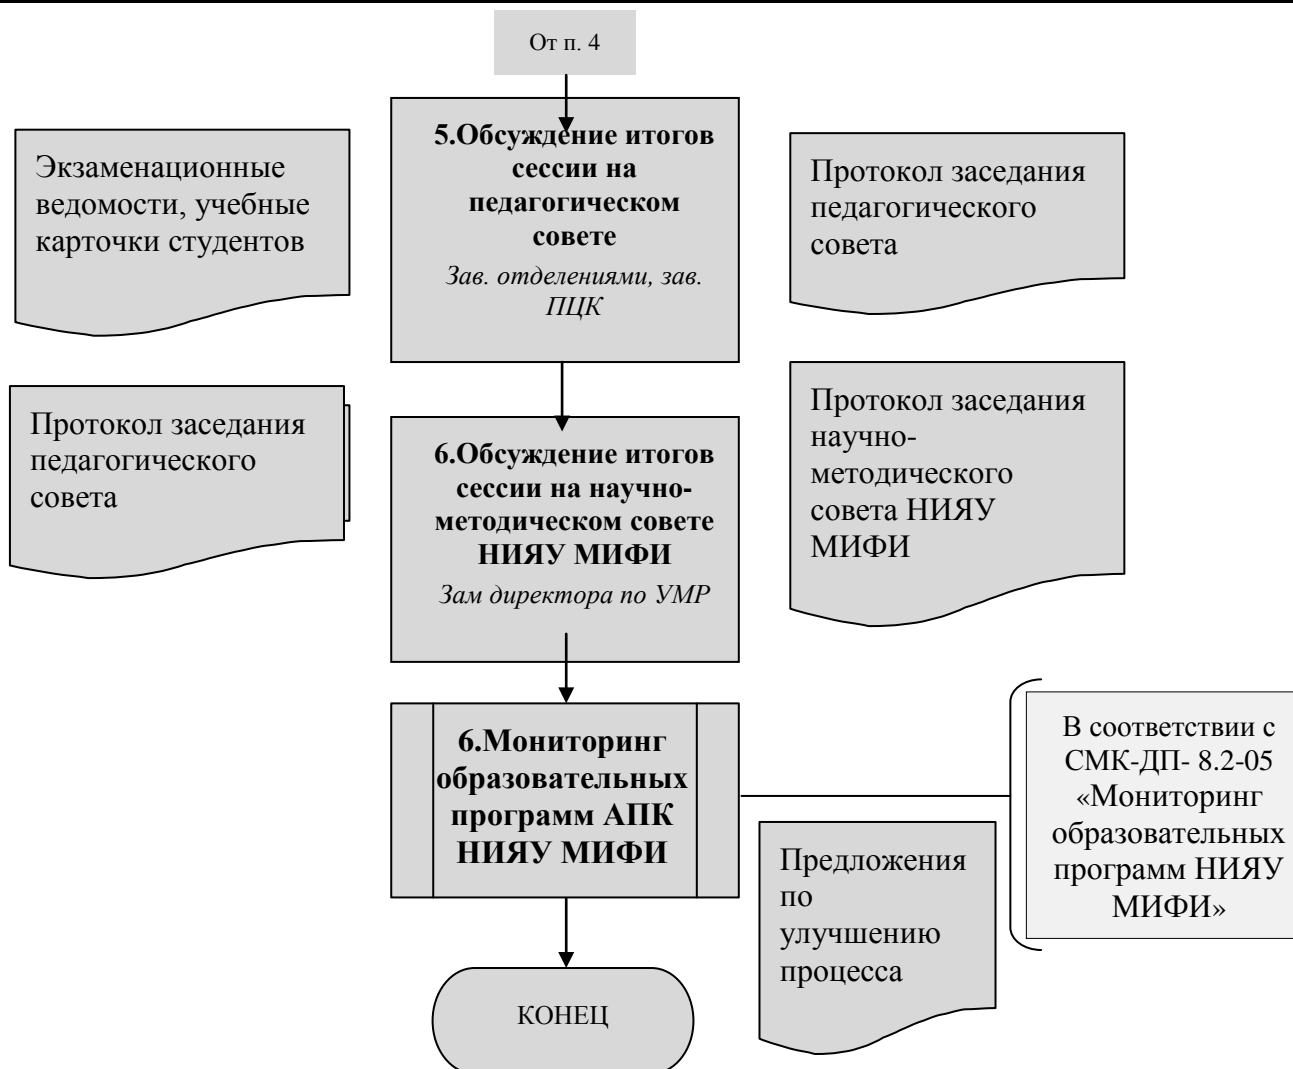 От п. 4
Экзаменационные
ведомости, учебные
карточки студентов
5.Обсуждение итогов
сессии на
педагогическом
совете
Зав. отделениями, зав.
ПЦК
Протокол заседания
педагогического
совета
Протокол заседания
педагогического
совета
6.Обсуждение итогов
сессии на научно-
методическом совете
НИЯУ МИФИ
Зам директора по УМР
Протокол заседания
научно-
методического
совета НИЯУ
МИФИ
6.Мониторинг
образовательных
программ АПК
НИЯУ МИФИ
В соответствии с
СМК-ДП- 8.2-05
«Мониторинг
образовательных
программ НИЯУ
МИФИ»
Предложения
по
улучшению
процесса
КОНЕЦ